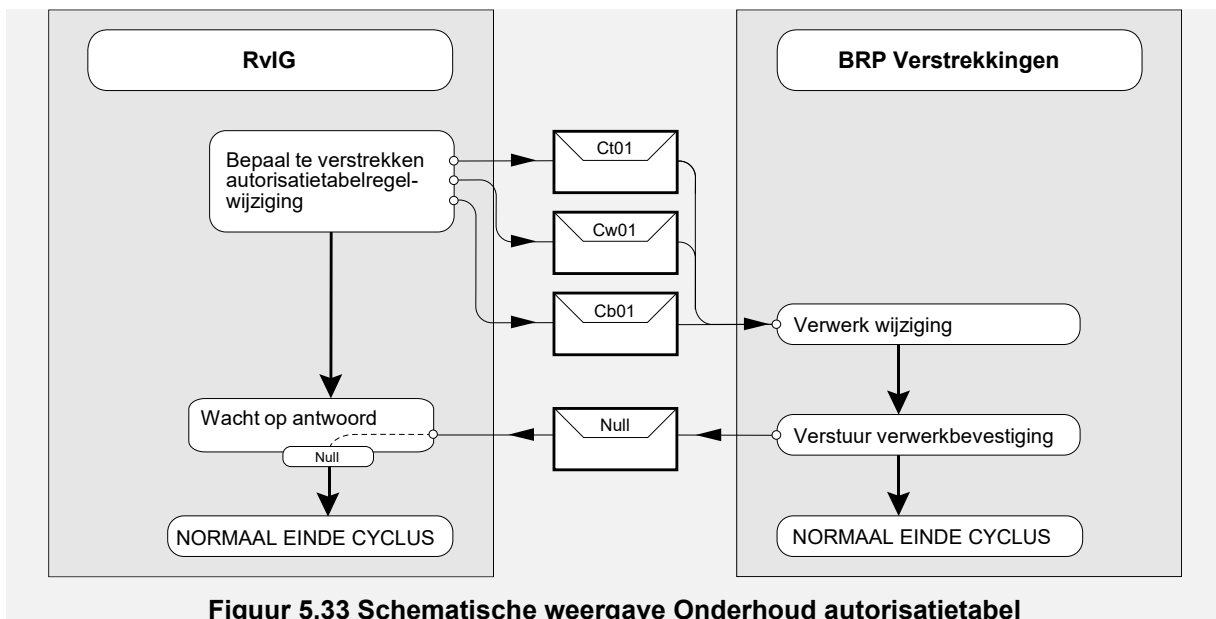 RvIG
BRP Verstrekkingen
Bepaal te verstrekken
autorisatietabelregel-
wijziging
Ct01
Cw01
Cb01
Verwerk wijziging
Wacht op antwoord
Null
Null
Verstuur verwerkbevestiging
NORMAAL EINDE CYCLUS
NORMAAL EINDE CYCLUS
Figuur 5.33 Schematische weergave Onderhoud autorisatietabel